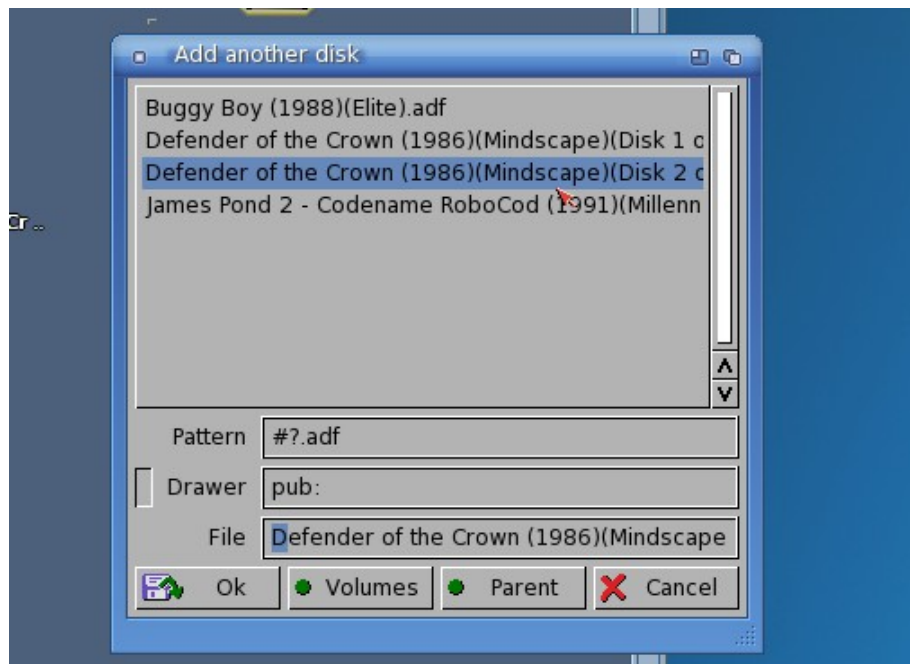 Add another disk
Buggy Boy (1988)(Elite).adf
Defender of the Crown (1986)(Mindscape)(Disk 1 o
Defender of the Crown (1986)(Mindscape)(Disk 2 o
James Pond 2 - Codename RoboCod (1991)(Millenn
Cr ..
Pattern #?.adf
Drawer pub:
File Defender of the Crown (1986)(Mindscape
Ok Volumes Parent Cancel